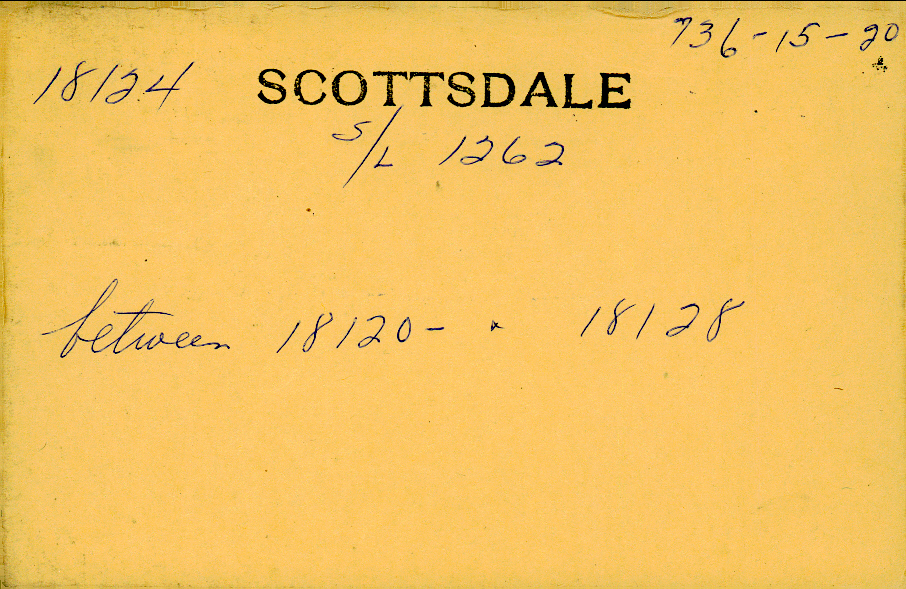 736-15-20
18124 SCOTTSDALE
S/L 1262
between 18120- 18128